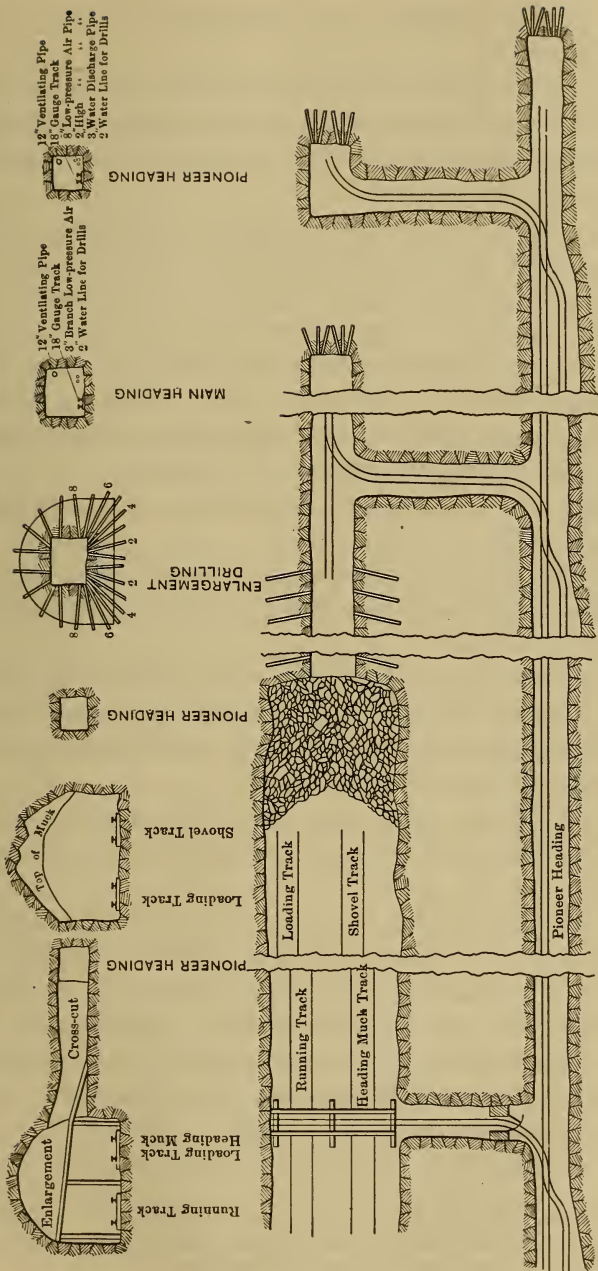 Enlargement
Cross-cut
Running Track
Loading Track
Heading Muck
PIONEER HEADING
Top of Muck
Loading Track
Shovel Track
PIONEER HEADING
8
6
4
2
2
4
6
8
ENLARGEMENT
DRILLING
12" Ventilating Pipe
18" Gauge Track
3" Branch Low-pressure Air
2" Water Line for Drills
MAIN HEADING
12" Ventilating Pipe
18" Gauge Track
8" Low-pressure Air Pipe
2" High " " "
3" Water Discharge Pipe
2" Water Line for Drills
PIONEER HEADING
Running Track
Heading Muck Track
Loading Track
Shovel Track
Pioneer Heading